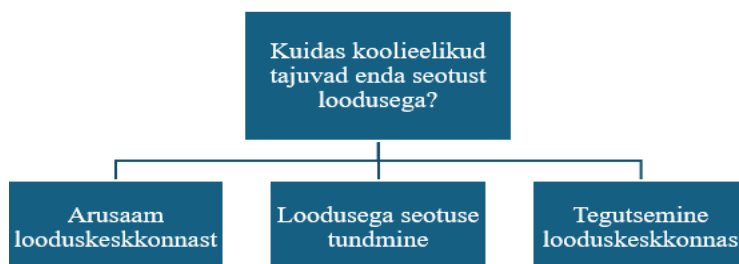 Kuidas koolieelikud
tajuvad enda seotust
loodusega?
Arusaam
looduskeskkonnast
Loodusega seotuse
tundmine
Tegutsemine
looduskeskkonnas